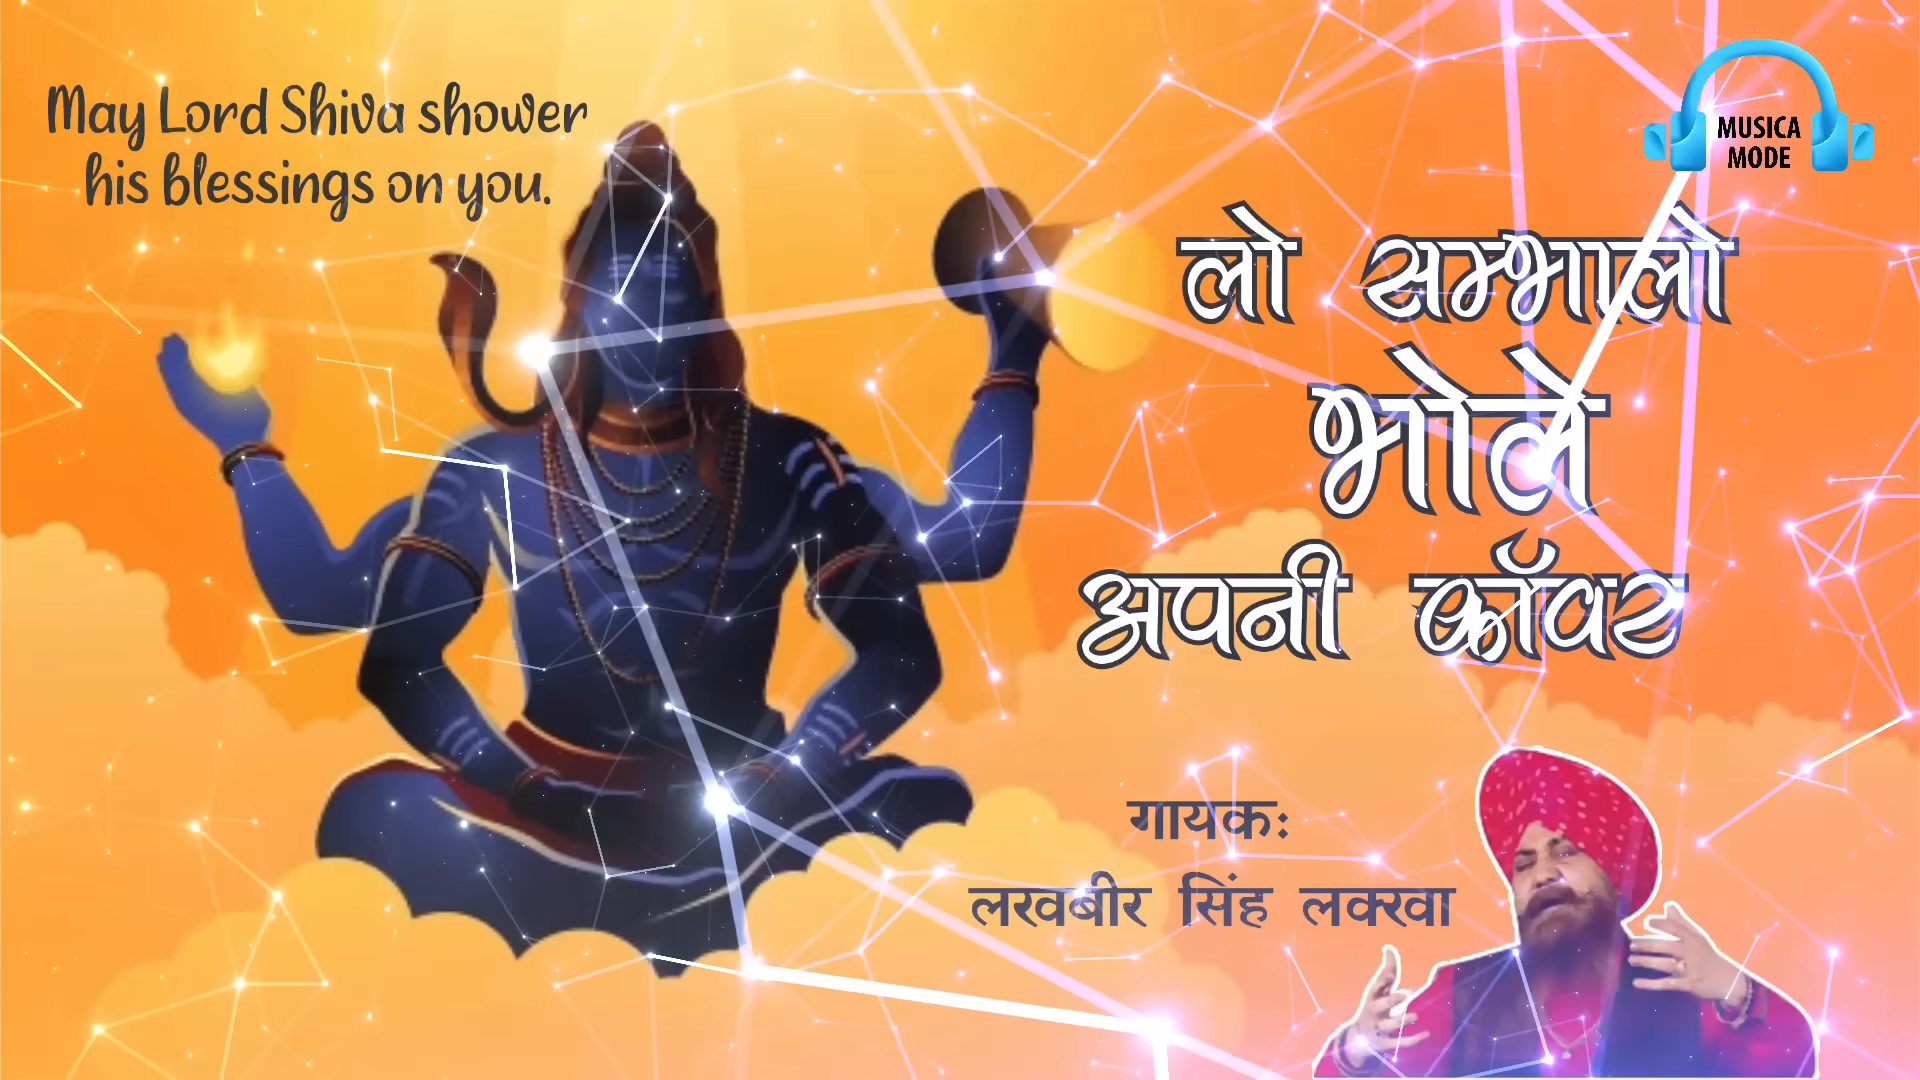 May Lord Shiva shower
his blessings on you.
MUSICA
MODE
लो सम्भालो
भोले
अपनी कॉवर
गायकः
लखबीर सिंह लक्खा